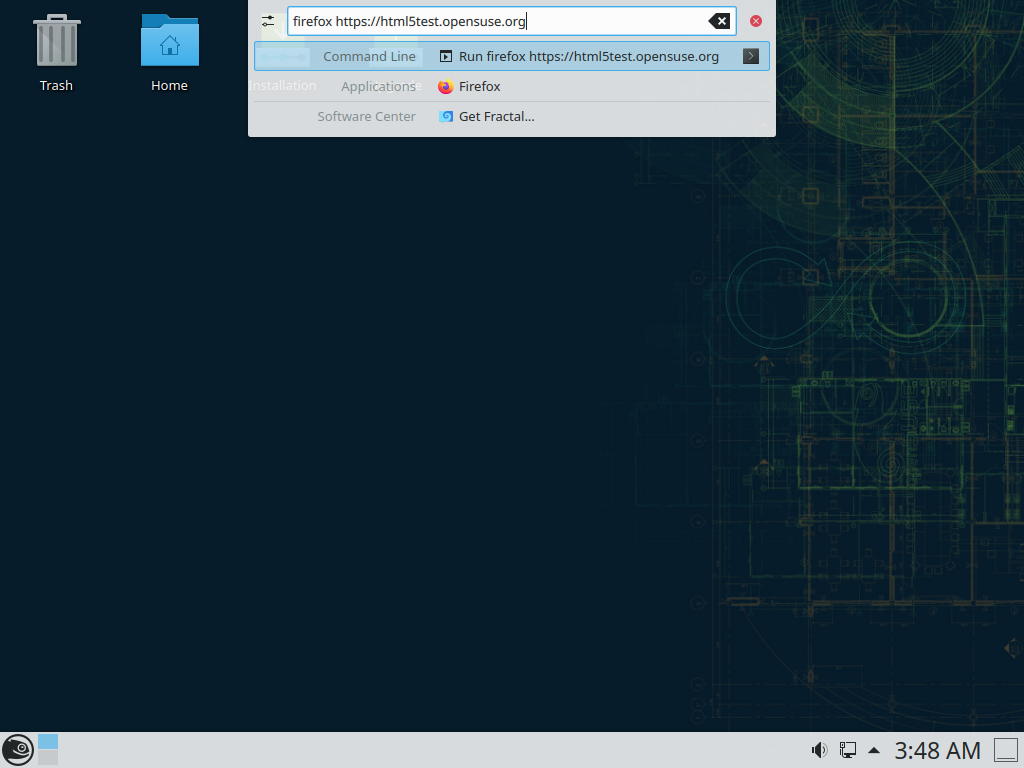 firefox https://html5test.opensuse.org
Command Line
Run firefox https://html5test.opensuse.org
Applications
Firefox
Software Center
Get Fractal...
Trash
Home
Installation
3:48 AM